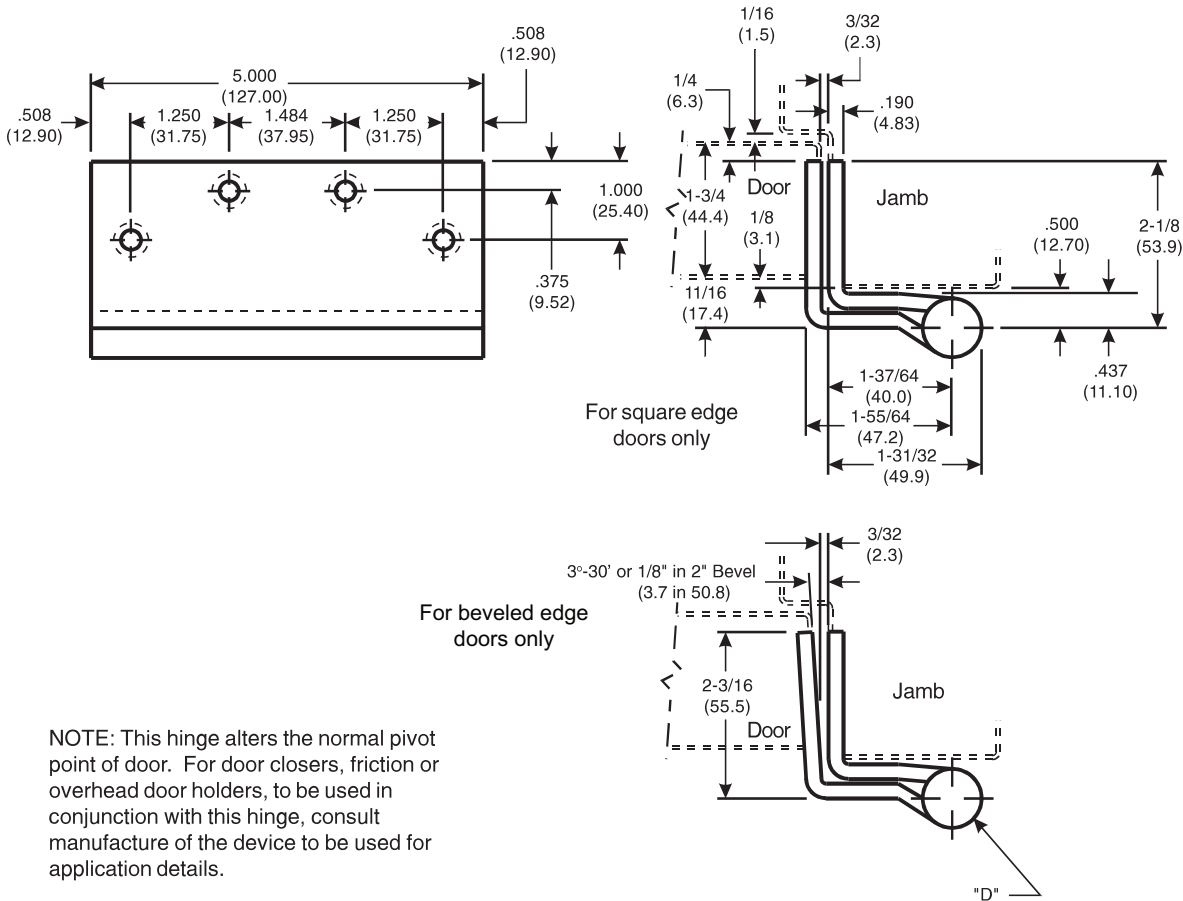 .508
(12.90)
5.000
(127.00)
.508
(12.90)
1.250
(31.75)
1.484
(37.95)
1.250
(31.75)
1.000
(25.40)
.375
(9.52)
1/16
(1.5)
3/32
(2.3)
1/4
(6.3)
.190
(4.83)
Door
Jamb
1-3/4
(44.4)
1/8
(3.1)
.500
(12.70)
2-1/8
(53.9)
11/16
(17.4)
.437
(11.10)
1-37/64
(40.0)
1-55/64
(47.2)
1-31/32
(49.9)
For square edge
doors only
3/32
(2.3)
3°-30' or 1/8" in 2" Bevel
(3.7 in 50.8)
For beveled edge
doors only
2-3/16
(55.5)
Jamb
Door
"D"
NOTE: This hinge alters the normal pivot
point of door. For door closers, friction or
overhead door holders, to be used in
conjunction with this hinge, consult
manufacture of the device to be used for
application details.